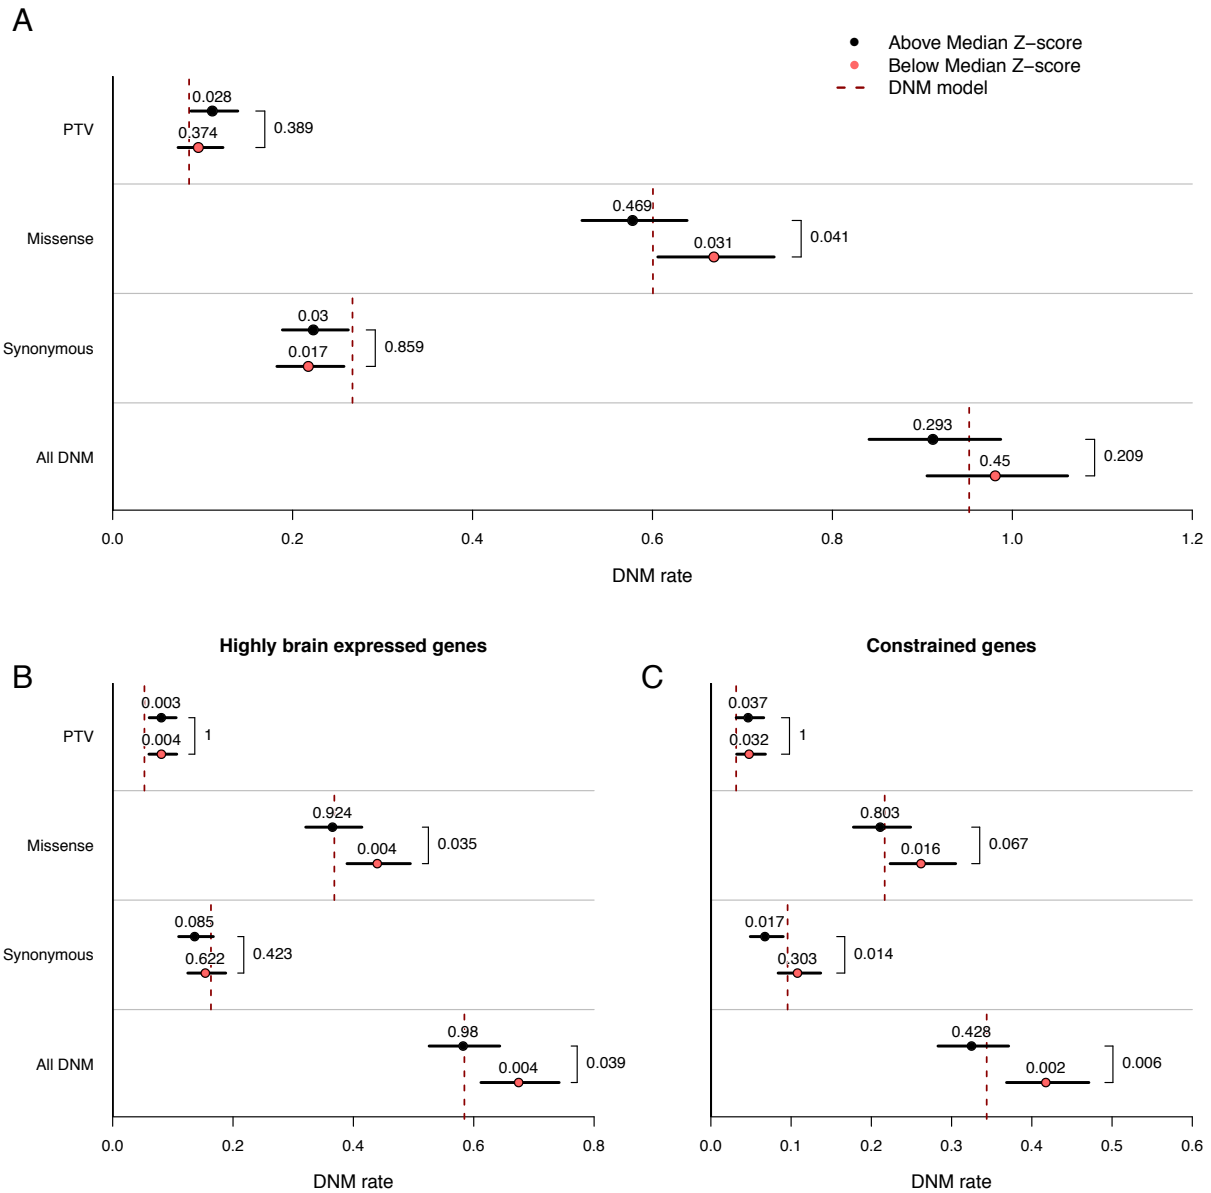 A
Above Median Z−score
Below Median Z−score
DNM model
PTV
0.028
0.374
0.389
Missense
0.469
0.031
0.041
Synonymous
0.03
0.017
0.859
All DNM
0.293
0.45
0.209
0.0 0.2 0.4 0.6 0.8 1.0 1.2
DNM rate
Highly brain expressed genes
B
PTV
0.003
0.004
1
Missense
0.924
0.004
0.035
Synonymous
0.085
0.622
0.423
All DNM
0.98
0.004
0.039
0.0 0.2 0.4 0.6 0.8
DNM rate
Constrained genes
C
0.037
0.032
1
0.803
0.016
0.067
0.017
0.303
0.014
0.428
0.002
0.006
0.0 0.1 0.2 0.3 0.4 0.5 0.6
DNM rate